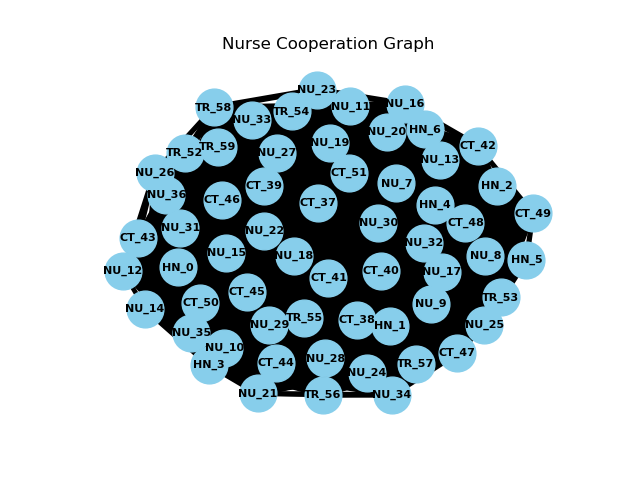 Nurse Cooperation Graph
NU_23
TR_58
NU_11
NU_16
TR_54
NU_33
HN_6
NU_20
NU_19
CT_42
TR_59
TR_52
NU_27
NU_13
NU_26
CT_51
NU_7
CT_39
HN_2
NU_36
CT_46
CT_37
HN_4
CT_49
CT_48
NU_30
NU_31
NU_22
CT_43
NU_32
NU_15
NU_18
NU_8
HN_5
HN_0
NU_12
CT_40
NU_17
CT_41
CT_45
TR_53
CT_50
NU_9
NU_14
TR_55
CT_38
NU_29
HN_1
NU_25
NU_35
NU_10
CT_47
NU_28
CT_44
TR_57
HN_3
NU_24
NU_21
TR_56
NU_34